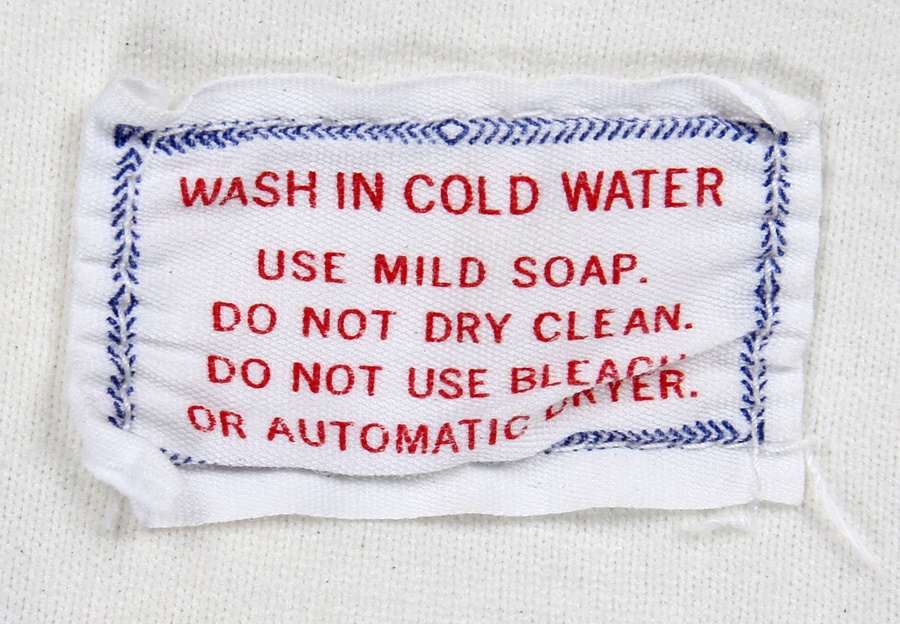 WASH IN COLD WATER
USE MILD SOAP.
DO NOT DRY CLEAN.
DO NOT USE BLEACH
OR AUTOMATIC DRYER.